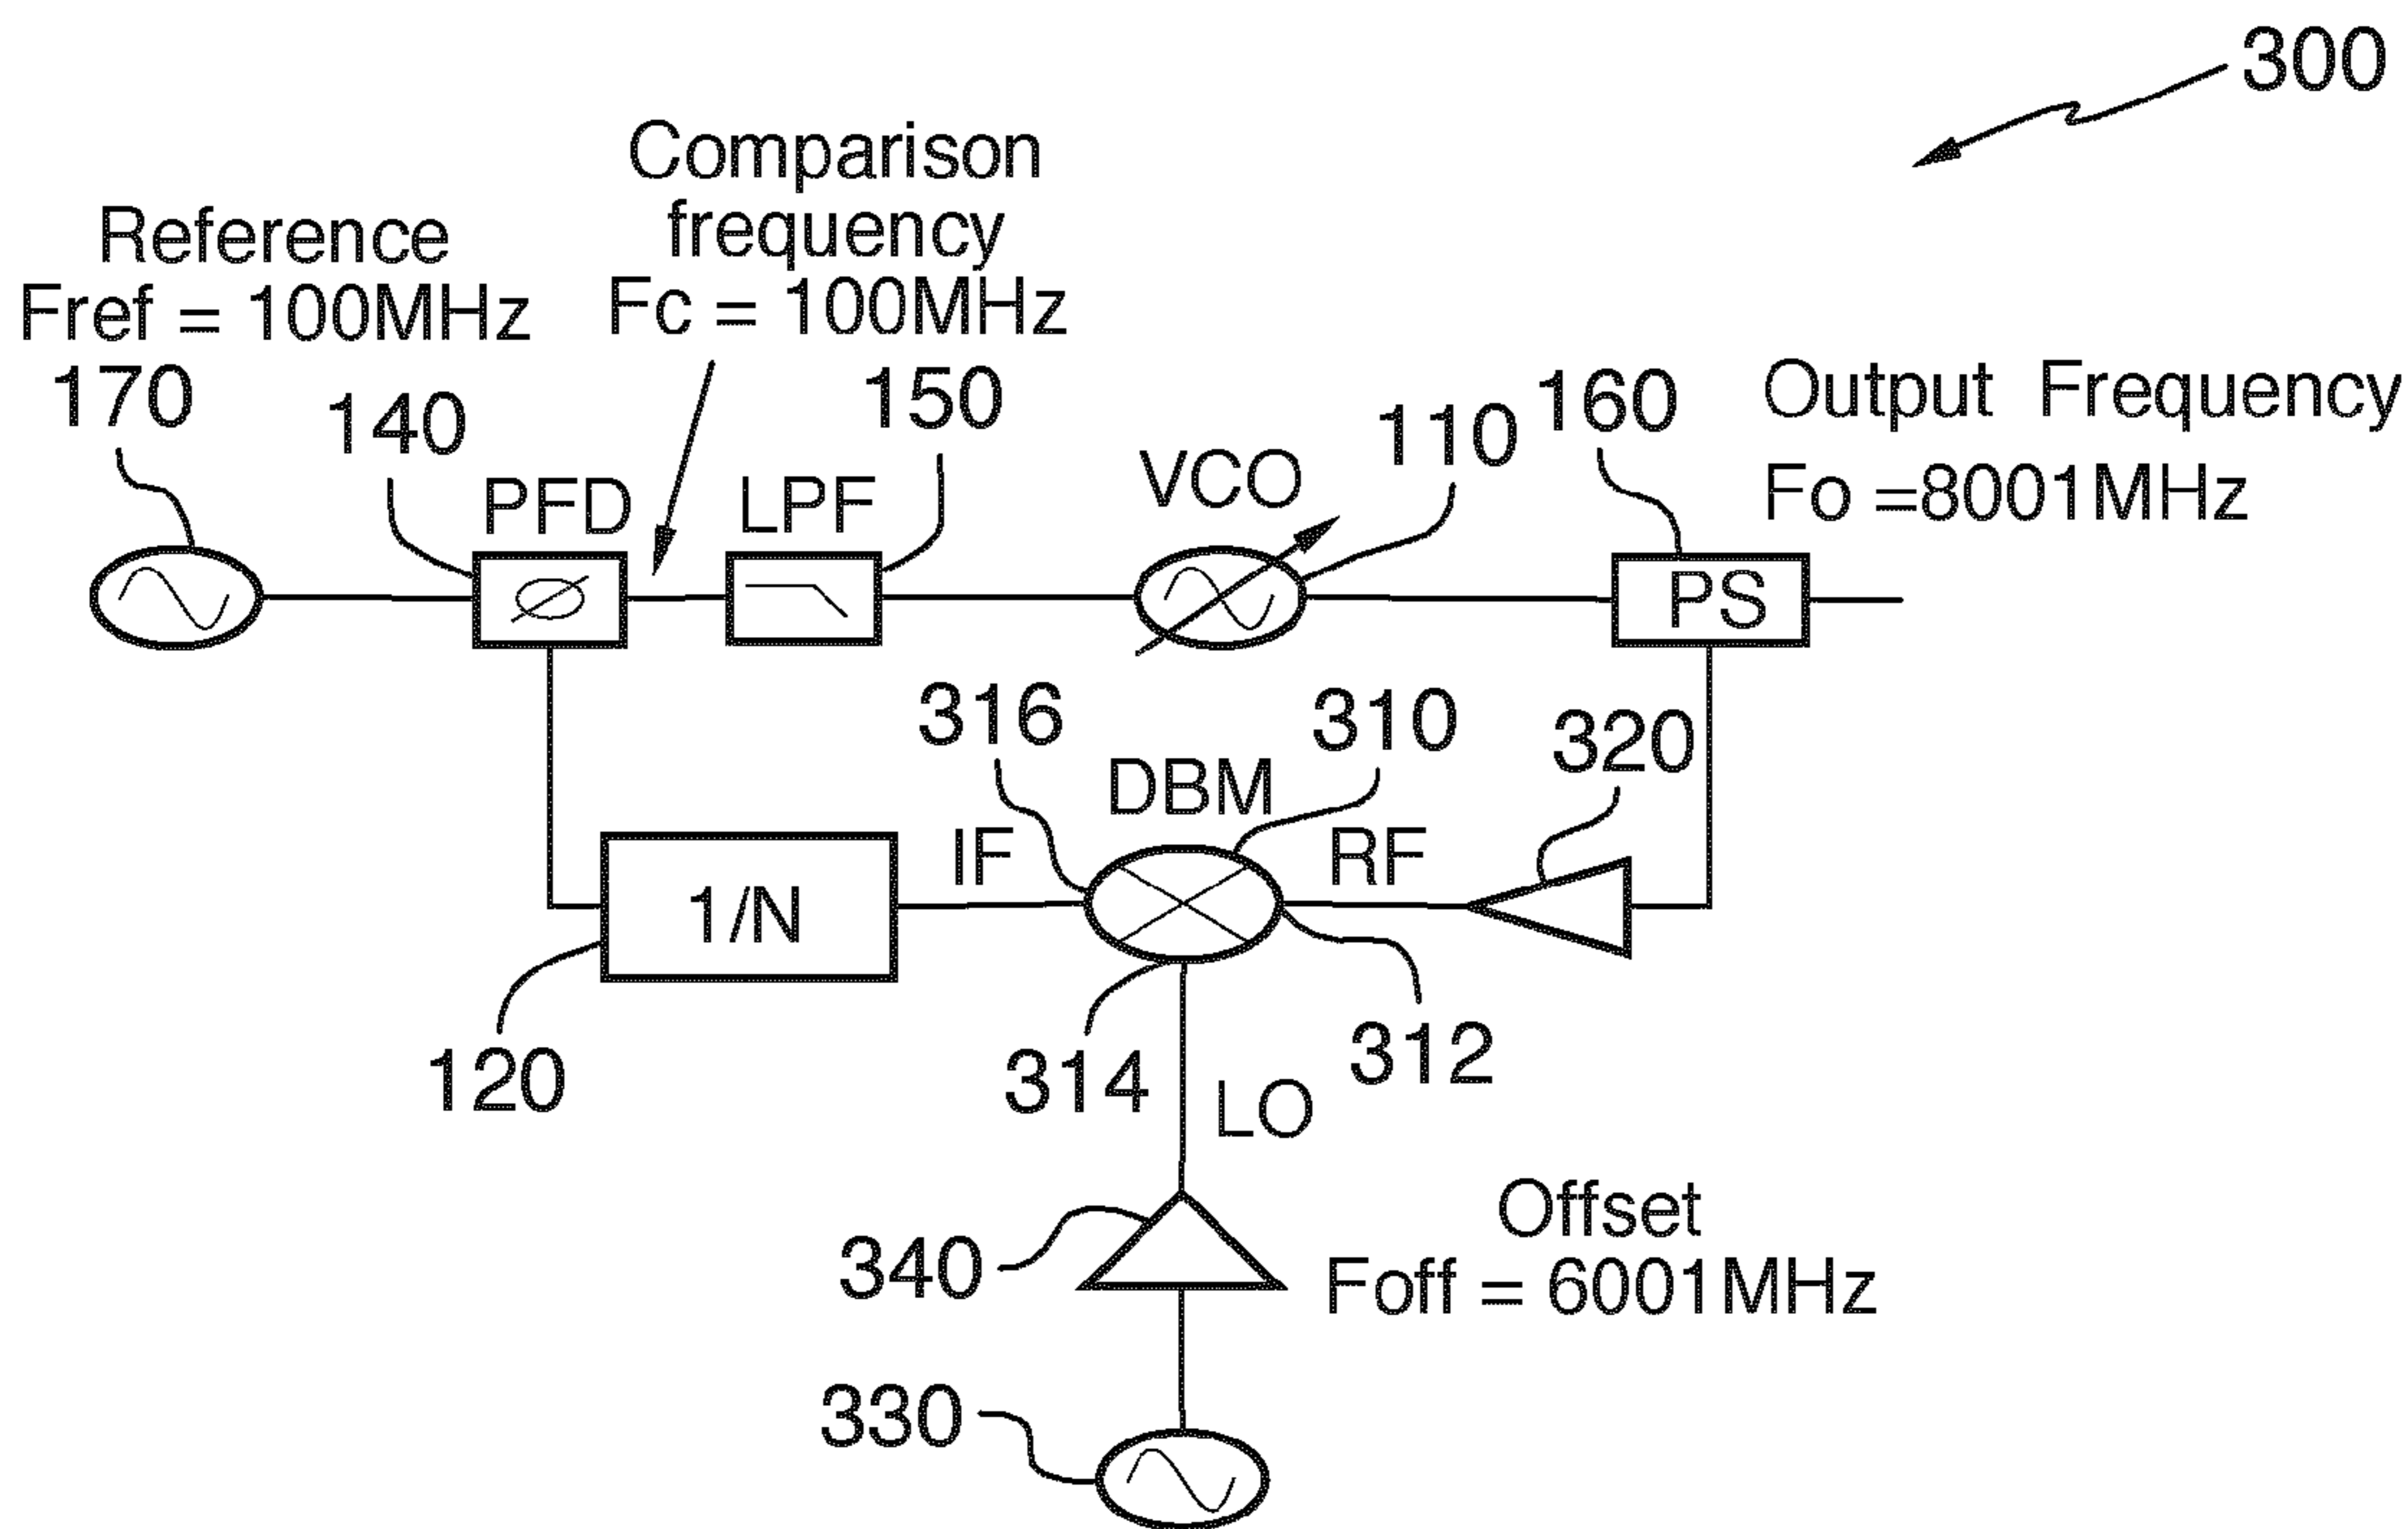 300
Comparison
frequency
Fc = 100MHz
Reference
Fref = 100MHz
170
140
150
160
110
Output Frequency
Fo =8001MHz
PFD
LPF
VCO
PS
316
310
320
DBM
IF
RF
1/N
120
314
312
LO
340
Offset
Foff = 6001MHz
330